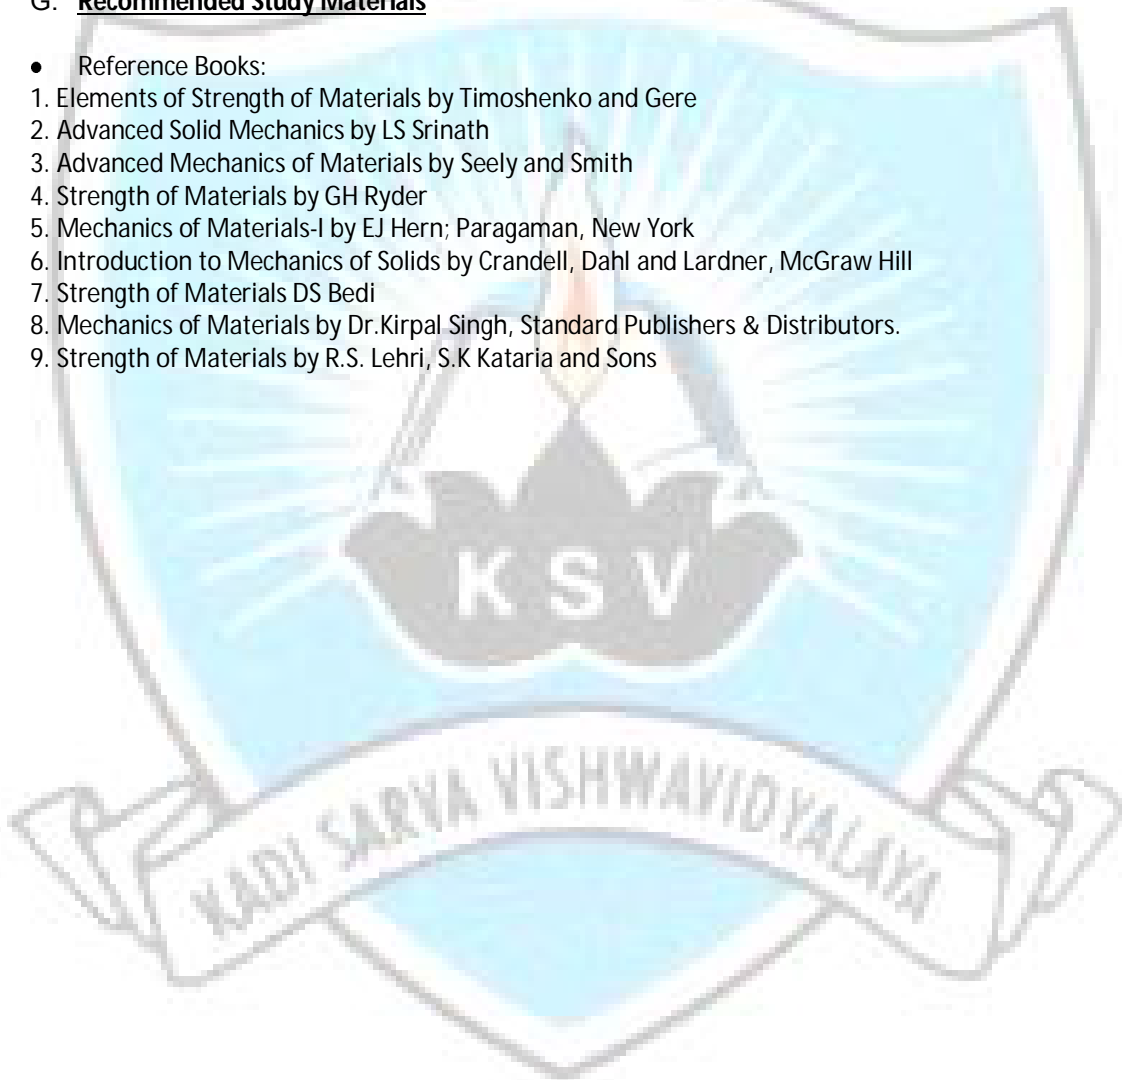 G. Recommended Study Materials
• Reference Books:
1. Elements of Strength of Materials by Timoshenko and Gere
2. Advanced Solid Mechanics by LS Srinath
3. Advanced Mechanics of Materials by Seely and Smith
4. Strength of Materials by GH Ryder
5. Mechanics of Materials-I by EJ Hern; Paragaman, New York
6. Introduction to Mechanics of Solids by Crandell, Dahl and Lardner, McGraw Hill
7. Strength of Materials DS Bedi
8. Mechanics of Materials by Dr.Kirpal Singh, Standard Publishers & Distributors.
9. Strength of Materials by R.S. Lehri, S.K Kataria and Sons
KSV
KADI SARVA VISHWAVIDYALAYA